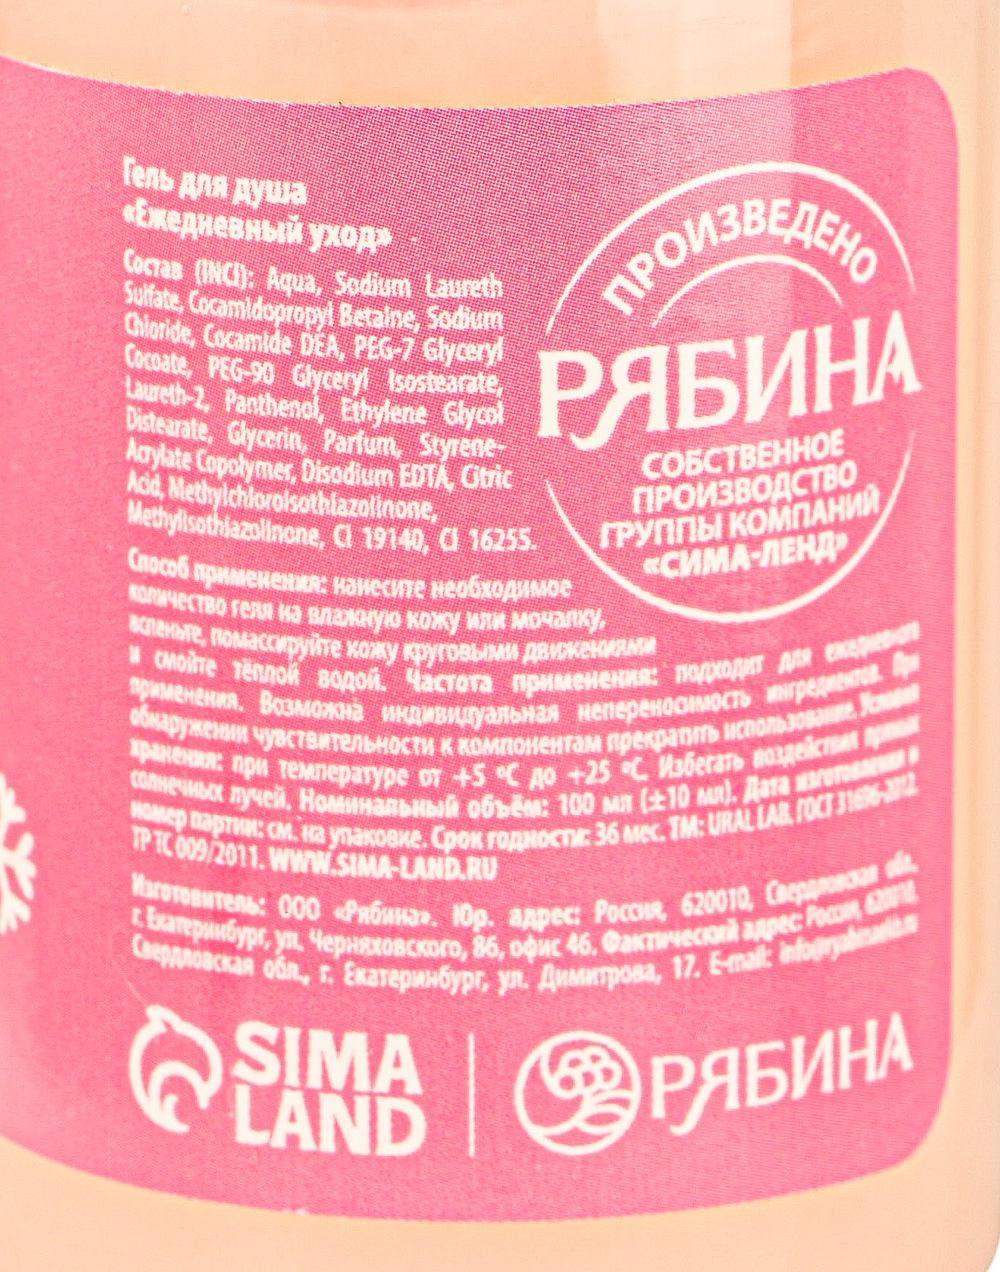 Гель для душа
«Ежедневный уход»
Состав (INCI): Aqua, Sodium Laureth
Sulfate, Cocamidopropyl Betaine, Sodium
Chloride, Cocamide DEA, PEG-7 Glyceryl
Cocoate, PEG-90 Glyceryl Isostearate,
Laureth-2, Panthenol, Ethylene Glycol
Distearate, Glycerin, Parfum, Styrene-
Acrylate Copolymer, Disodium EDTA, Citric
Acid, Methylchloroisothiazolinone,
Methylisothiazolinone, CI 19140, CI 16255.
ПРОИЗВЕДЕНО
РЯБИНА
СОБСТВЕННОЕ
ПРОИЗВОДСТВО
ГРУППЫ КОМПАНИЙ
«СИМА-ЛЕНД»
Способ применения: нанесите необходимое
количество геля на влажную кожу или мочалку,
вспеньте, помассируйте кожу круговыми движениями
и смойте тёплой водой. Частота применения: подходит для ежедневного
применения. Возможна индивидуальная непереносимость ингредиентов. При
обнаружении чувствительности к компонентам прекратить использование. Условия
хранения: при температуре от +5 °С до +25 °С. Избегать воздействия прямых
солнечных лучей. Номинальный объём: 100 мл (±10 мл). Дата изготовления и
номер партии: см. на упаковке. Срок годности: 36 мес. ТМ: URAL LAB. ГОСТ 31696-2012.
ТР ТС 009/2011. WWW.SIMA-LAND.RU
Изготовитель: ООО «Рябина». Юр. адрес: Россия, 620010, Свердловская обл.,
г. Екатеринбург, ул. Черняховского, 86, офис 46. Фактический адрес: Россия, 620010,
Свердловская обл., г. Екатеринбург, ул. Димитрова, 17. E-mail:
SIMA
LAND
РЯБИНА